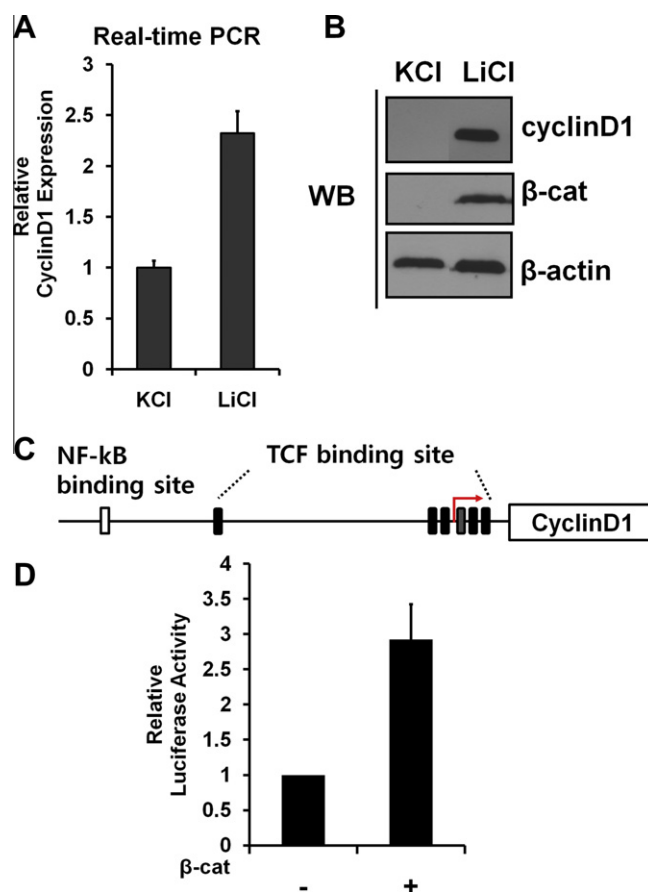 A
Real-time PCR
Relative
CyclinD1 Expression
3
2.5
2
1.5
1
0.5
0
KCl
LiCl
B
KCl LiCl
WB
cyclinD1
β-cat
β-actin
C
NF-kB
binding site
TCF binding site
CyclinD1
D
Relative
Luciferase Activity
4
3.5
3
2.5
2
1.5
1
0.5
0
β-cat
- +